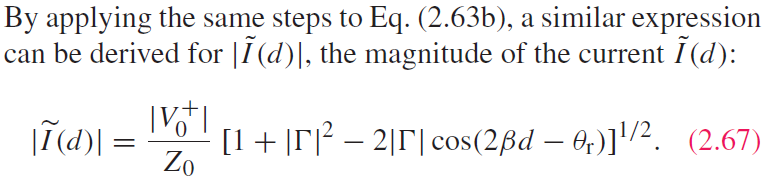 By applying the same steps to Eq. (2.63b), a similar expression
can be derived for |Ĩ(d)|, the magnitude of the current Ĩ(d):
|Ĩ(d)| = |V₀⁺|/Z₀ [1 + |Γ|² − 2|Γ| cos(2βd − θᵣ)]^{1/2}. (2.67)